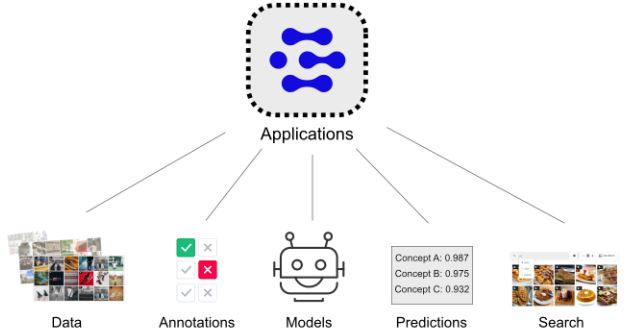 Applications
Concept A: 0.987
Concept B: 0.975
Concept C: 0.932
Data
Annotations
Models
Predictions
Search